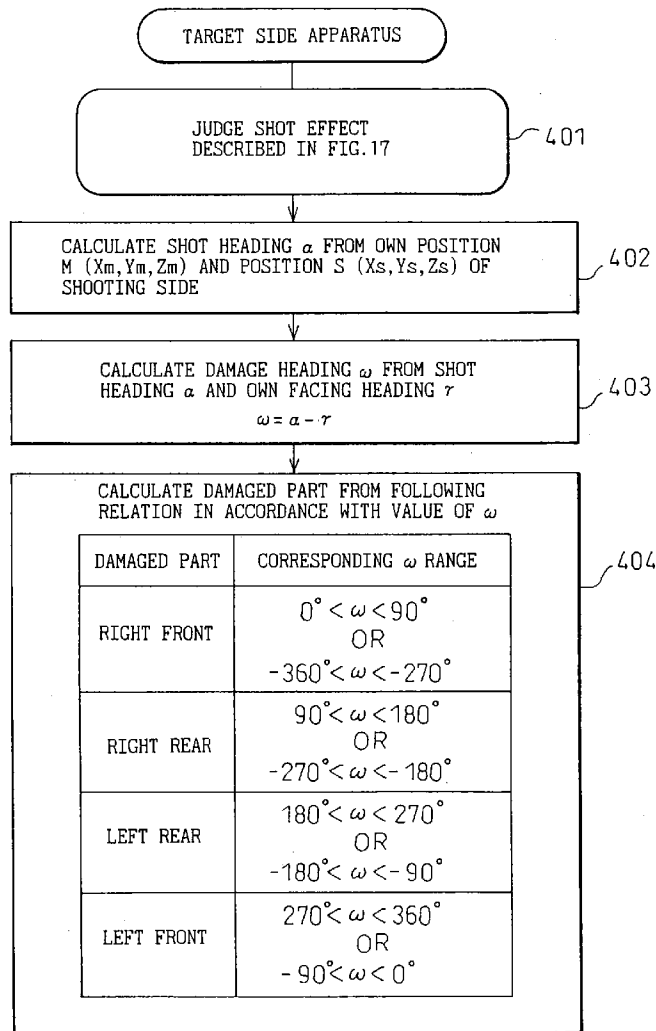 TARGET SIDE APPARATUS
JUDGE SHOT EFFECT
DESCRIBED IN FIG.17
401
CALCULATE SHOT HEADING α FROM OWN POSITION
M (Xm,Ym,Zm) AND POSITION S (Xs,Ys,Zs) OF
SHOOTING SIDE
402
CALCULATE DAMAGE HEADING ω FROM SHOT
HEADING α AND OWN FACING HEADING r
ω = α - r
403
CALCULATE DAMAGED PART FROM FOLLOWING
RELATION IN ACCORDANCE WITH VALUE OF ω
404
DAMAGED PART
CORRESPONDING ω RANGE
RIGHT FRONT
0°< ω < 90°
OR
-360°< ω < -270°
RIGHT REAR
90°< ω < 180°
OR
-270°< ω < -180°
LEFT REAR
180°< ω < 270°
OR
-180°< ω < -90°
LEFT FRONT
270°< ω < 360°
OR
-90°< ω < 0°